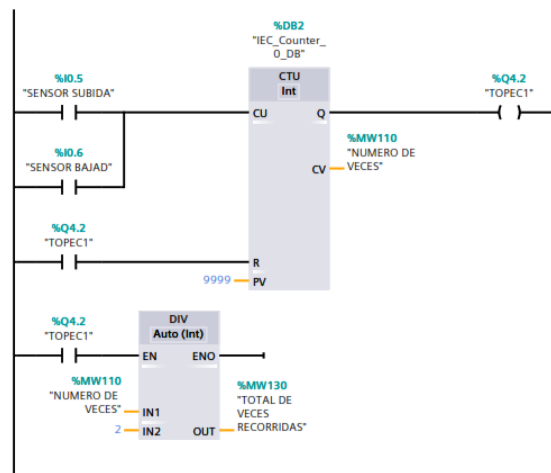 %DB2
"IEC_Counter_
0_DB"
%I0.5
"SENSOR SUBIDA"
CTU
Int
%Q4.2
"TOPEC1"
CU
Q
%I0.6
"SENSOR BAJAD"
%MW110
"NUMERO DE
VECES"
CV
%Q4.2
"TOPEC1"
R
9999
PV
%Q4.2
"TOPEC1"
DIV
Auto (Int)
EN
ENO
%MW110
"NUMERO DE
VECES"
IN1
2
IN2
%MW130
"TOTAL DE
VECES
RECORRIDAS"
OUT